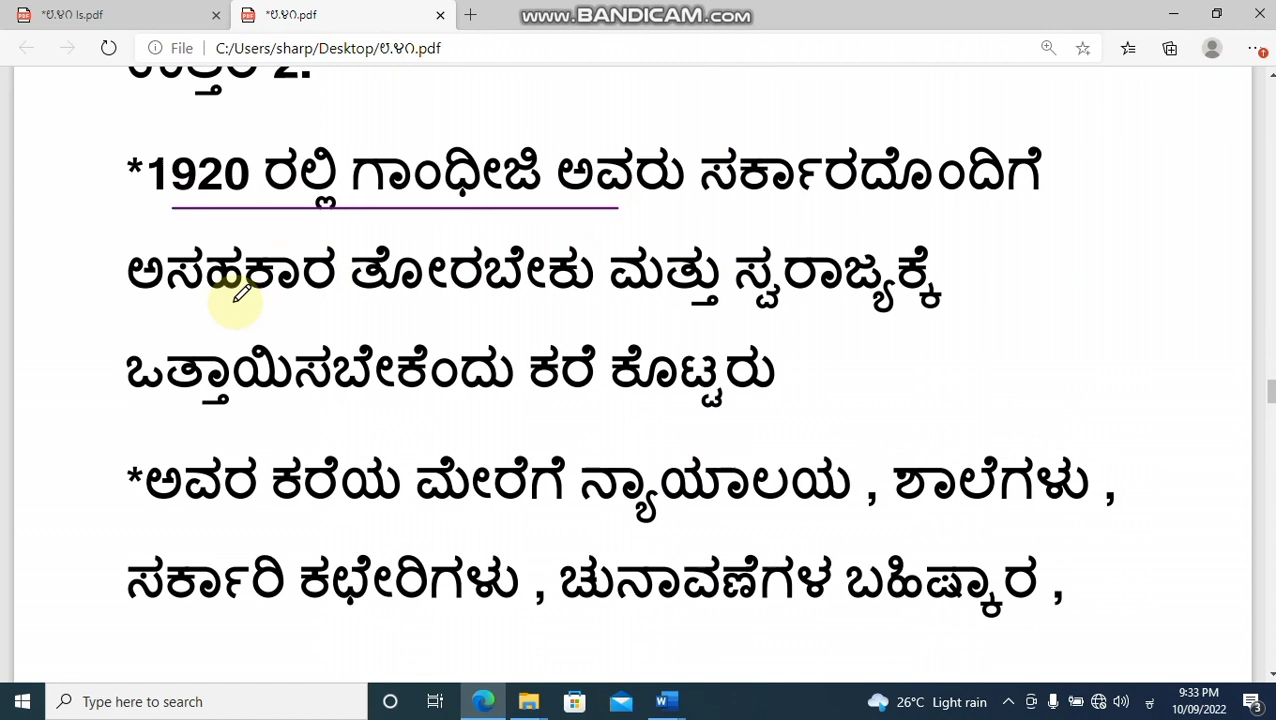 ಅ.೪೦ ls.pdf
www.BANDICAM.com
File C:/Users/sharp/Desktop/
ಉತ್ತರ 2.
*1920 ರಲ್ಲಿ ಗಾಂಧೀಜಿ ಅವರು ಸರ್ಕಾರದೊಂದಿಗೆ
ಅಸಹಕಾರ ತೋರಬೇಕು ಮತ್ತು ಸ್ವರಾಜ್ಯಕ್ಕೆ
ಒತ್ತಾಯಿಸಬೇಕೆಂದು ಕರೆ ಕೊಟ್ಟರು
*ಅವರ ಕರೆಯ ಮೇರೆಗೆ ನ್ಯಾಯಾಲಯ , ಶಾಲೆಗಳು ,
ಸರ್ಕಾರಿ ಕಛೇರಿಗಳು , ಚುನಾವಣೆಗಳ ಬಹಿಷ್ಕಾರ ,
Type here to search
26°C Light rain
9:33 PM
10/09/2022
3